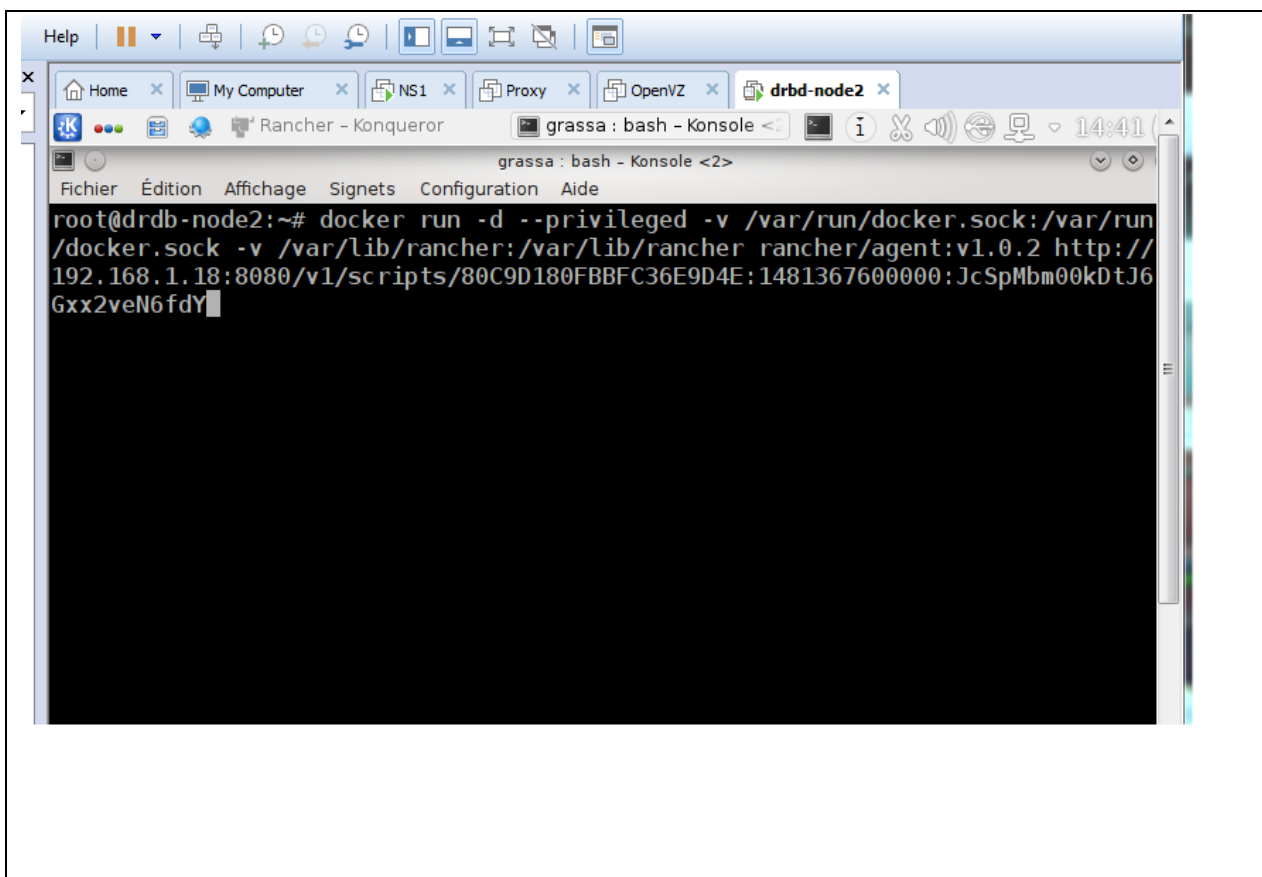 Help
Home My Computer NS1 Proxy OpenVZ drbd-node2
Rancher – Konqueror grassa : bash – Konsole <2 14:41
grassa : bash – Konsole <2>
Fichier Édition Affichage Signets Configuration Aide
root@drdb-node2:~# docker run -d --privileged -v /var/run/docker.sock:/var/run
/docker.sock -v /var/lib/rancher:/var/lib/rancher rancher/agent:v1.0.2 http://
192.168.1.18:8080/v1/scripts/80C9D180FBBFC36E9D4E:1481367600000:JcSpMbm00kDtJ6
Gxx2veN6fdY